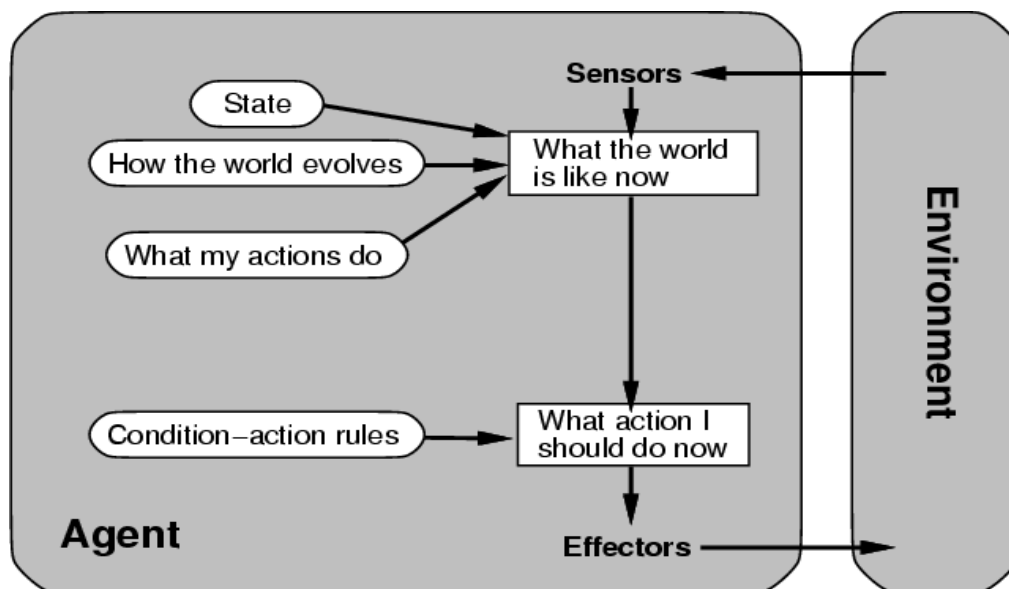 Sensors
State
What the world
is like now
How the world evolves
What my actions do
Environment
Condition−action rules
What action I
should do now
Agent
Effectors